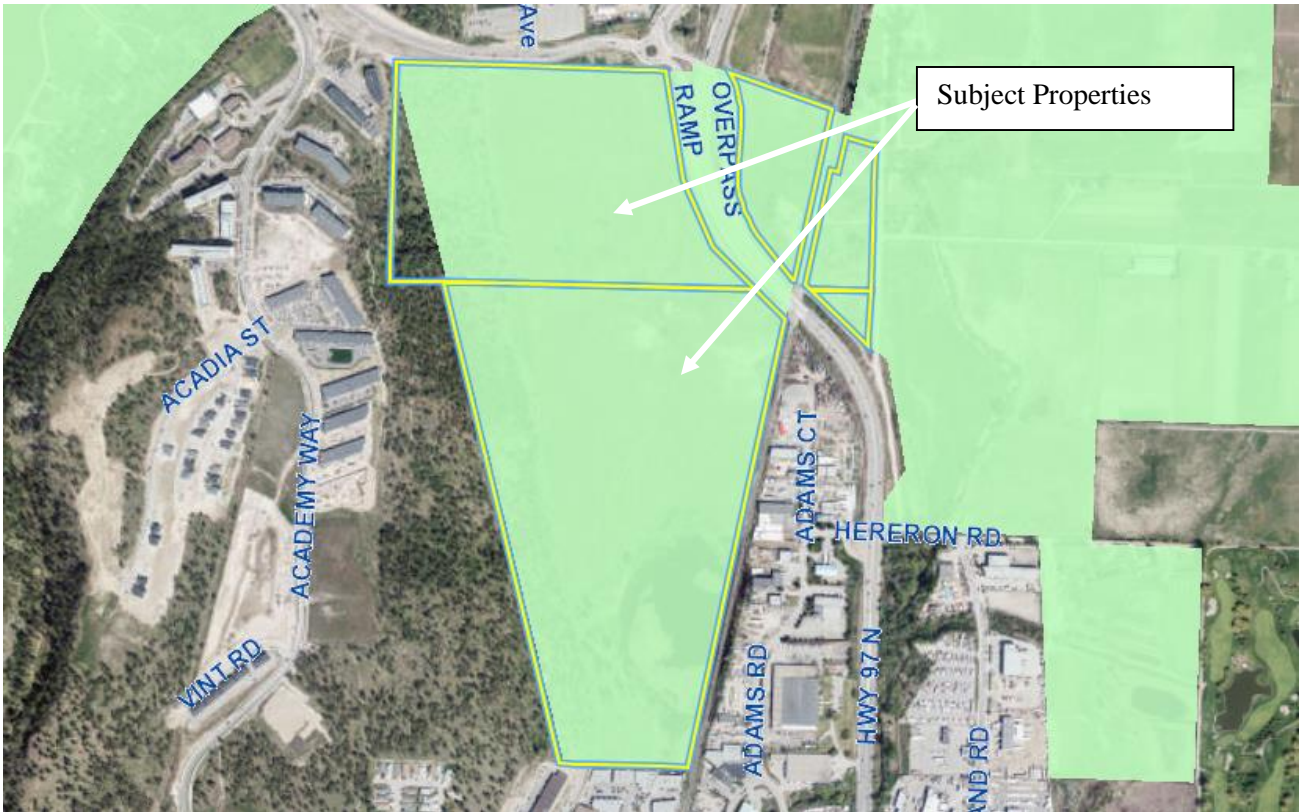 Ave
Subject Properties
OVERPASS
RAMP
ACADIA ST
ACADEMY WAY
ADAMS CT
HERERON RD
VINT RD
ADAMS RD
HWY 97 N
ND RD